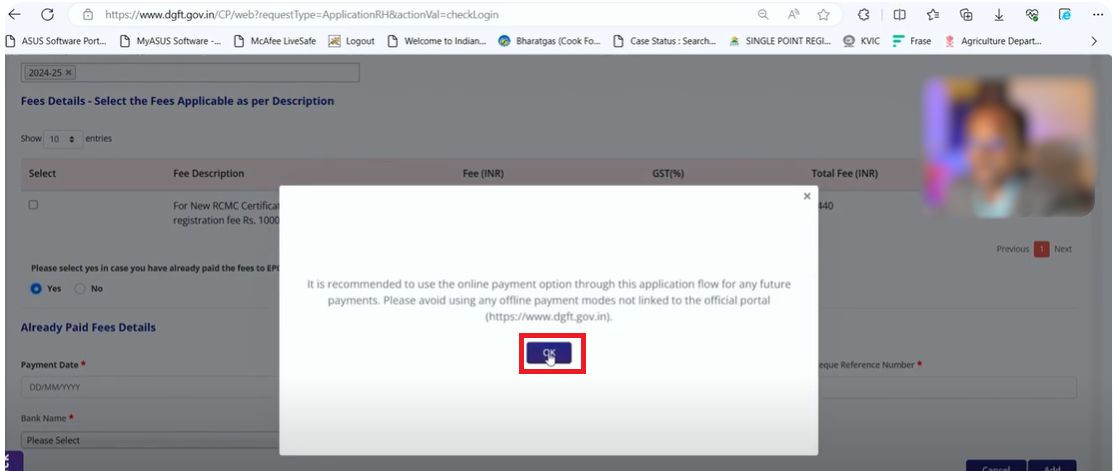 https://www.dgft.gov.in/CP/web?requestType=ApplicationRH&actionVal=checkLogin
ASUS Software Port... MyASUS Software -... McAfee LiveSafe Logout Welcome to Indian... Bharatgas (Cook Fo... Case Status : Search... SINGLE POINT REGI... KVIC Frase Agriculture Depart...
2024-25 ×
Fees Details - Select the Fees Applicable as per Description
Show 10 entries
Select Fee Description Fee (INR) GST(%) Total Fee (INR)
For New RCMC Certificat 440
registration fee Rs. 1000
Previous 1 Next
Please select yes in case you have already paid the fees to EPC
Yes No
×
It is recommended to use the online payment option through this application flow for any future
payments. Please avoid using any offline payment modes not linked to the official portal
(https://www.dgft.gov.in).
OK
Already Paid Fees Details
Payment Date * eque Reference Number *
DD/MM/YYYY
Bank Name *
Please Select
Cancel Add